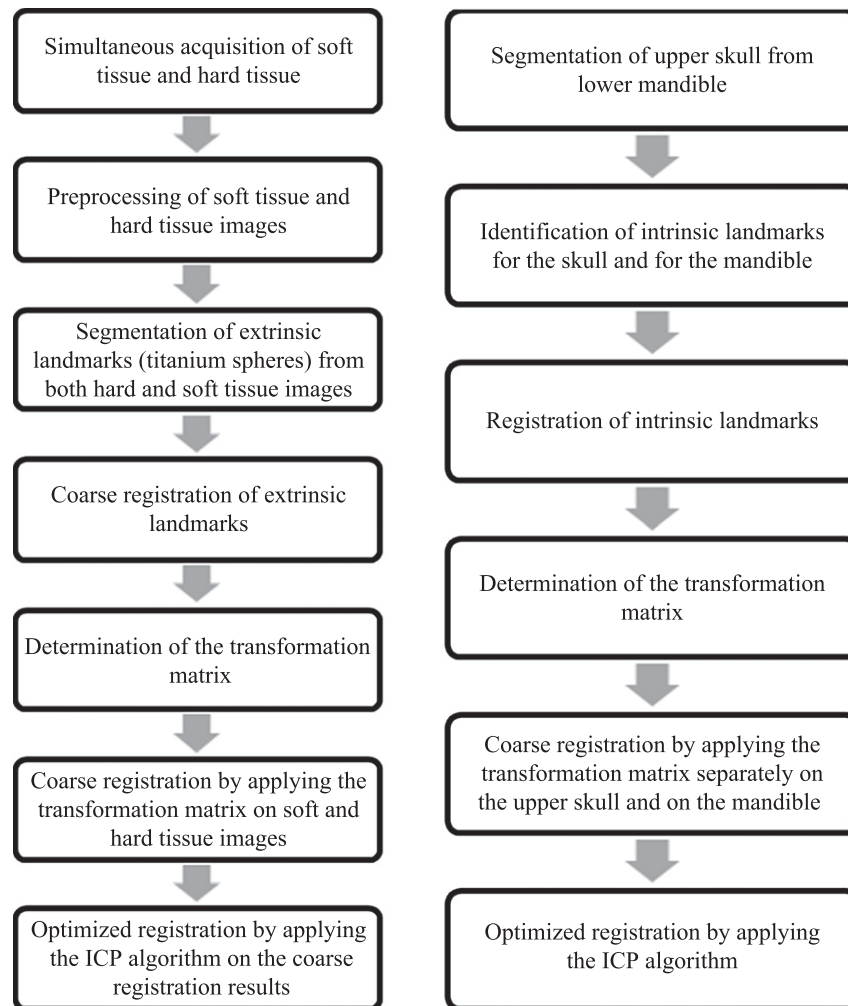 Simultaneous acquisition of soft
tissue and hard tissue
Preprocessing of soft tissue and
hard tissue images
Segmentation of extrinsic
landmarks (titanium spheres) from
both hard and soft tissue images
Coarse registration of extrinsic
landmarks
Determination of the transformation
matrix
Coarse registration by applying the
transformation matrix on soft and
hard tissue images
Optimized registration by applying
the ICP algorithm on the coarse
registration results
Segmentation of upper skull from
lower mandible
Identification of intrinsic landmarks
for the skull and for the mandible
Registration of intrinsic landmarks
Determination of the transformation
matrix
Coarse registration by applying the
transformation matrix separately on
the upper skull and on the mandible
Optimized registration by applying
the ICP algorithm